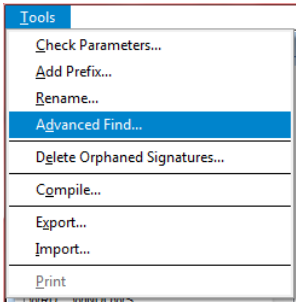 Tools
Check Parameters...
Add Prefix...
Rename...
Advanced Find...
Delete Orphaned Signatures...
Compile...
Export...
Import...
Print